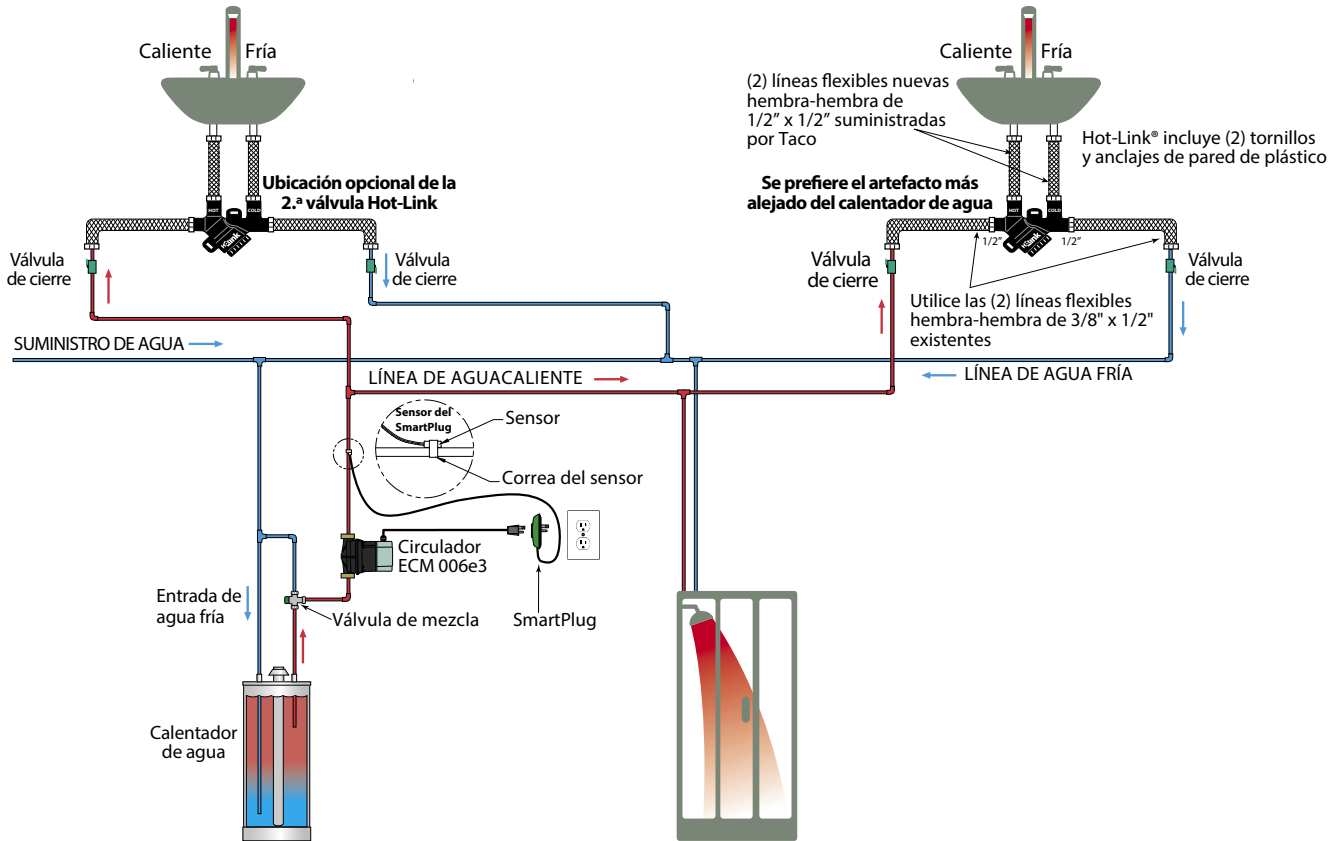 Caliente
Fría
Caliente
Fría
(2) líneas flexibles nuevas
hembra-hembra de
1/2" x 1/2" suministradas
por Taco
Hot-Link® incluye (2) tornillos
y anclajes de pared de plástico
Ubicación opcional de la
2.ª válvula Hot-Link
Se prefiere el artefacto más
alejado del calentador de agua
HOT
COLD
HOT
COLD
1/2"
1/2"
Válvula
de cierre
Válvula
de cierre
Válvula
de cierre
Válvula
de cierre
Utilice las (2) líneas flexibles
hembra-hembra de 3/8" x 1/2"
existentes
SUMINISTRO DE AGUA
LÍNEA DE AGUACALIENTE
LÍNEA DE AGUA FRÍA
Sensor del
SmartPlug
Sensor
Correa del sensor
Circulador
ECM 006e3
Entrada de
agua fría
Válvula de mezcla
SmartPlug
Calentador
de agua